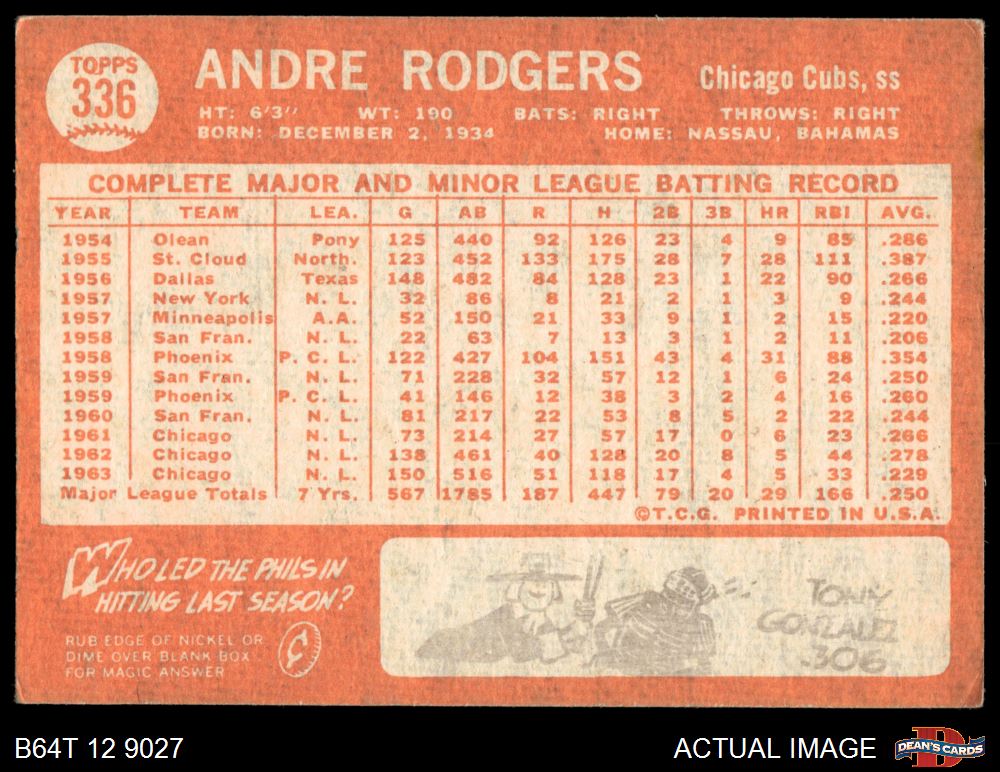 TOPPS
336
ANDRE RODGERS
Chicago Cubs, ss
HT: 6'3" WT: 190 BATS: RIGHT THROWS: RIGHT
BORN: DECEMBER 2, 1934 HOME: NASSAU, BAHAMAS
COMPLETE MAJOR AND MINOR LEAGUE BATTING RECORD
YEAR TEAM LEA. G AB R H 2B 3B HR RBI AVG.
1954 Olean Pony 125 440 92 126 23 4 9 85 .286
1955 St. Cloud North. 123 452 133 175 28 7 28 111 .387
1956 Dallas Texas 148 482 84 128 23 1 22 90 .266
1957 New York N. L. 32 86 8 21 2 1 3 9 .244
1957 Minneapolis A.A. 52 150 21 33 9 1 2 15 .220
1958 San Fran. N. L. 22 63 7 13 3 1 2 11 .206
1958 Phoenix P. C. L. 122 427 104 151 43 4 31 88 .354
1959 San Fran. N. L. 71 228 32 57 12 1 6 24 .250
1959 Phoenix P. C. L. 41 146 12 38 3 2 4 16 .260
1960 San Fran. N. L. 81 217 22 53 8 5 2 22 .244
1961 Chicago N. L. 73 214 27 57 17 0 6 23 .266
1962 Chicago N. L. 138 461 40 128 20 8 5 44 .278
1963 Chicago N. L. 150 516 51 118 17 4 5 33 .229
Major League Totals 7 Yrs. 567 1785 187 447 79 20 29 166 .250
©T.C.G. PRINTED IN U.S.A.
WHO LED THE PHILS IN
HITTING LAST SEASON?
RUB EDGE OF NICKEL OR
DIME OVER BLANK BOX
FOR MAGIC ANSWER
TONY
GONZALEZ
.306
B64T 12 9027
ACTUAL IMAGE
DEAN'S CARDS